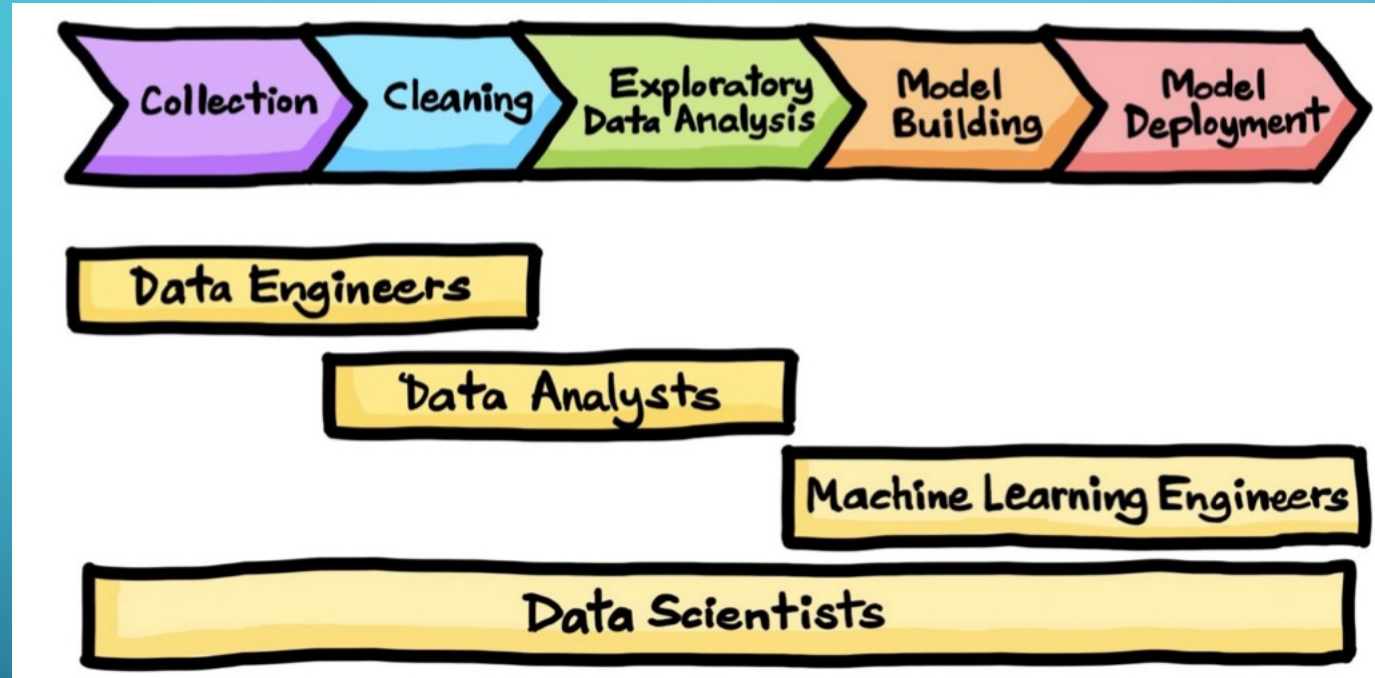 Collection
Cleaning
Exploratory
Data Analysis
Model
Building
Model
Deployment
Data Engineers
Data Analysts
Machine Learning Engineers
Data Scientists